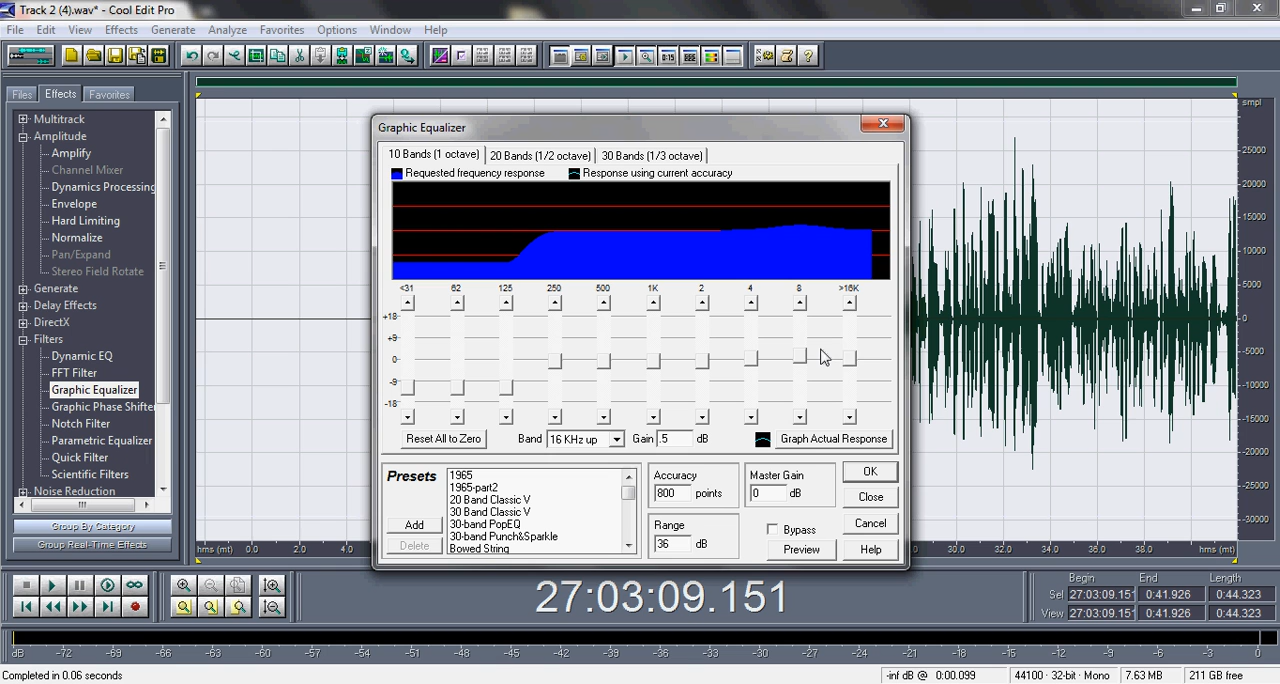 Track 2 (4).wav* - Cool Edit Pro
File Edit View Effects Generate Analyze Favorites Options Window Help
Files Effects Favorites
Multitrack
Amplitude
Amplify
Channel Mixer
Dynamics Processing
Envelope
Hard Limiting
Normalize
Pan/Expand
Stereo Field Rotate
Generate
Delay Effects
DirectX
Filters
Dynamic EQ
FFT Filter
Graphic Equalizer
Graphic Phase Shifter
Notch Filter
Parametric Equalizer
Quick Filter
Scientific Filters
Noise Reduction
Group By Category
Group Real-Time Effects
Graphic Equalizer
10 Bands (1 octave) 20 Bands (1/2 octave) 30 Bands (1/3 octave)
Requested frequency response Response using current accuracy
<31 62 125 250 500 1K 2 4 8 >16K
+18
+9
0
-9
-18
Reset All to Zero Band 16 KHz up Gain .5 dB Graph Actual Response
Presets
1965
1965-part2
20 Band Classic V
30 Band Classic V
30-band PopEQ
30-band Punch&Sparkle
Bowed String
Add
Delete
Accuracy
800 points
Range
36 dB
Master Gain
0 dB
Bypass
Preview
OK
Close
Cancel
Help
smpl
25000
20000
15000
10000
5000
0
-5000
-10000
-15000
-20000
-30000
hms (mt) 0.0 2.0 4.0 30.0 32.0 34.0 36.0 38.0 hms (mt)
27:03:09.151
Begin End Length
Sel 27:03:09.151 0:41.926 0:44.323
View 27:03:09.151 0:41.926 0:44.323
dB -72 -69 -66 -63 -60 -57 -54 -51 -48 -45 -42 -39 -36 -33 -30 -27 -24 -21 -18 -15 -12 -9 -6 -3 0
Completed in 0.06 seconds
-inf dB @ 0:00.099 44100 · 32-bit · Mono 7.63 MB 211 GB free